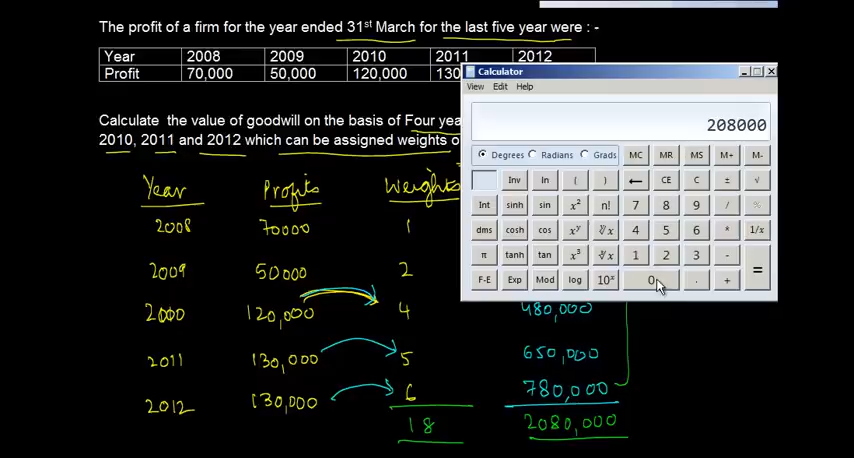 The profit of a firm for the year ended 31st March for the last five year were : -
Year 2008 2009 2010 2011 2012
Profit 70,000 50,000 120,000 130
Calculator
View Edit Help
208000
Calculate the value of goodwill on the basis of Four yea
2010, 2011 and 2012 which can be assigned weights o
Degrees Radians Grads MC MR MS M+ M-
Inv ln ( ) ← CE C ± √
Int sinh sin x² n! 7 8 9 / %
dms cosh cos xʸ ʸ√x 4 5 6 * 1/x
π tanh tan x³ ³√x 1 2 3 - =
F-E Exp Mod log 10ˣ 0 . +
Year Profits Weights
2008 70000 1
2009 50000 2
2000 120,000 4 480,000
2011 130,000 5 650,000
2012 130,000 6 780,000
18 2080,000